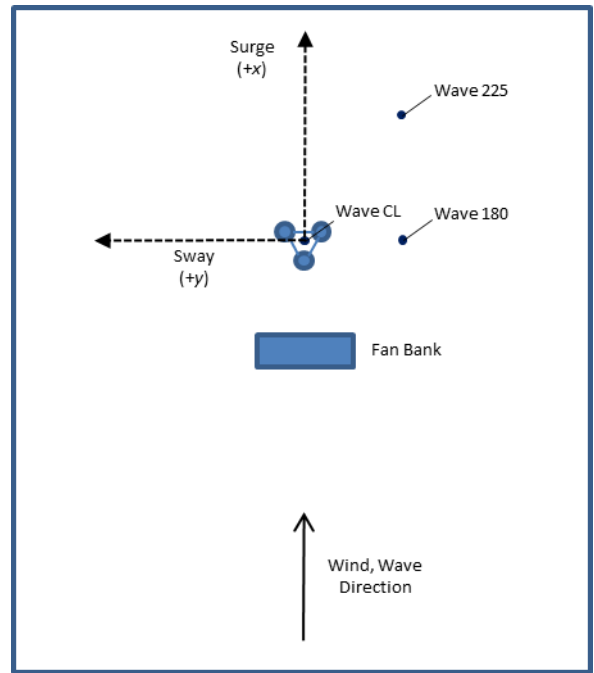 Surge
(+x)
Wave 225
Wave CL
Wave 180
Sway
(+y)
Fan Bank
Wind, Wave
Direction